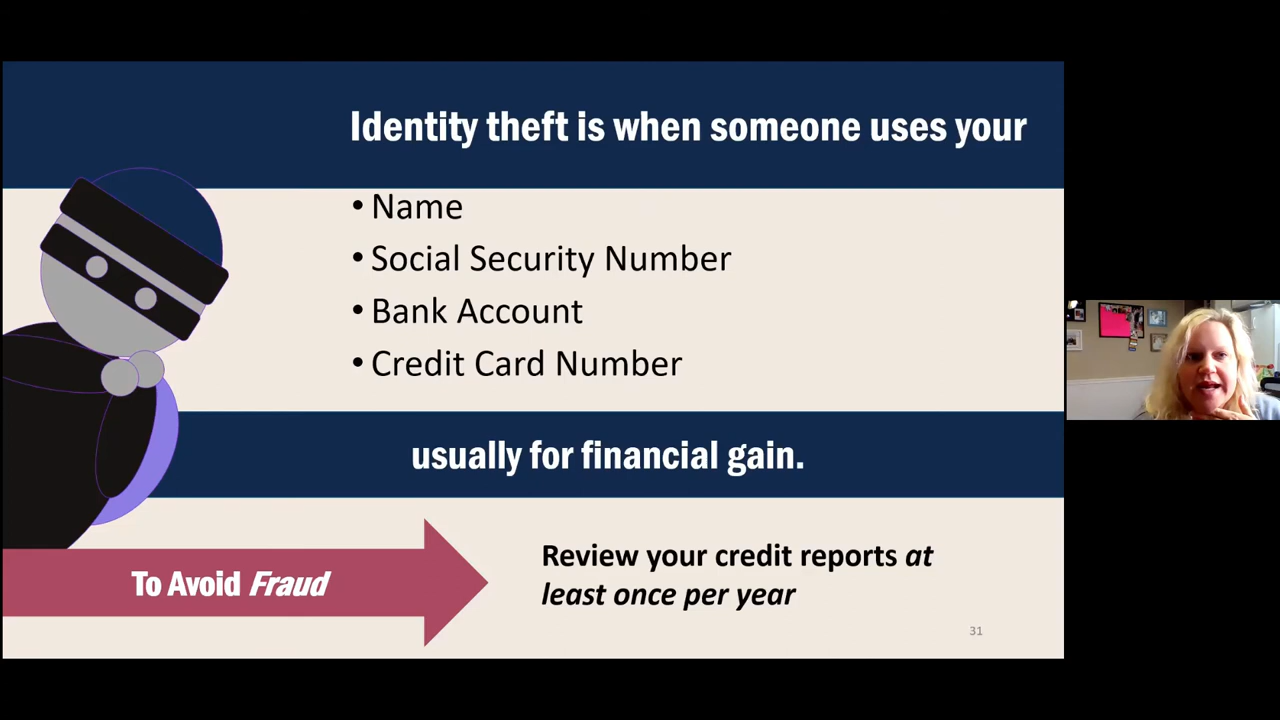 Identity theft is when someone uses your
• Name
• Social Security Number
• Bank Account
• Credit Card Number
usually for financial gain.
To Avoid Fraud
Review your credit reports at
least once per year
31